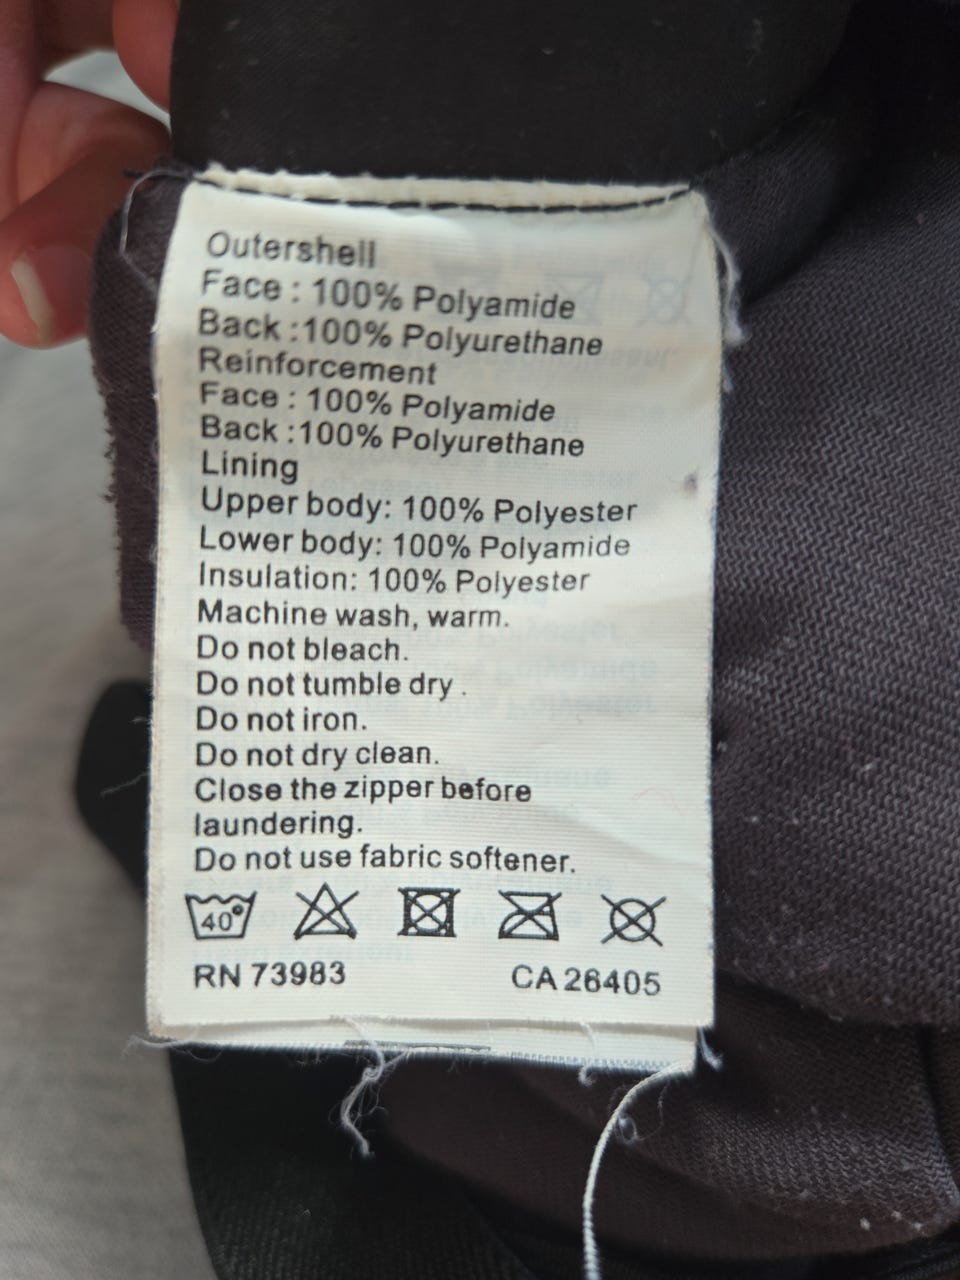 Outershell
Face : 100% Polyamide
Back :100% Polyurethane
Reinforcement
Face : 100% Polyamide
Back :100% Polyurethane
Lining
Upper body: 100% Polyester
Lower body: 100% Polyamide
Insulation: 100% Polyester
Machine wash, warm.
Do not bleach.
Do not tumble dry .
Do not iron.
Do not dry clean.
Close the zipper before
laundering.
Do not use fabric softener.
40°
RN 73983 CA 26405